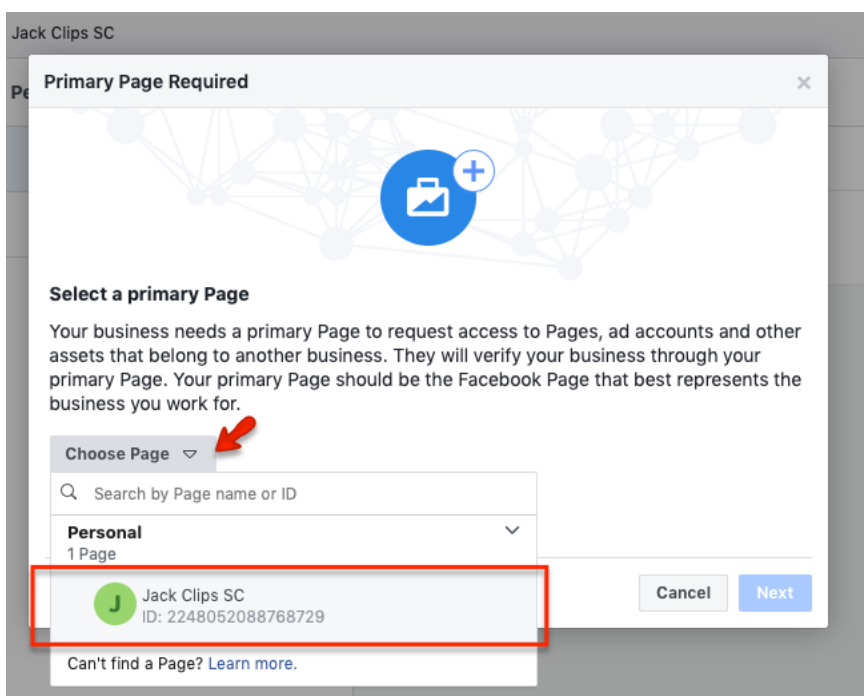 Jack Clips SC
Pe
Primary Page Required
Select a primary Page
Your business needs a primary Page to request access to Pages, ad accounts and other
assets that belong to another business. They will verify your business through your
primary Page. Your primary Page should be the Facebook Page that best represents the
business you work for.
Choose Page
Search by Page name or ID
Personal
1 Page
J
Jack Clips SC
ID: 2248052088768729
Can't find a Page? Learn more.
Cancel
Next